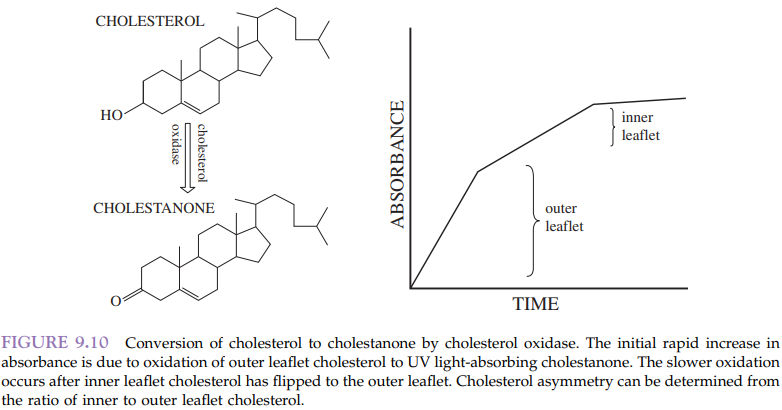 CHOLESTEROL
HO
cholesterol
oxidase
CHOLESTANONE
O
ABSORBANCE
inner
leaflet
outer
leaflet
TIME
FIGURE 9.10 Conversion of cholesterol to cholestanone by cholesterol oxidase. The initial rapid increase in
absorbance is due to oxidation of outer leaflet cholesterol to UV light-absorbing cholestanone. The slower oxidation
occurs after inner leaflet cholesterol has flipped to the outer leaflet. Cholesterol asymmetry can be determined from
the ratio of inner to outer leaflet cholesterol.